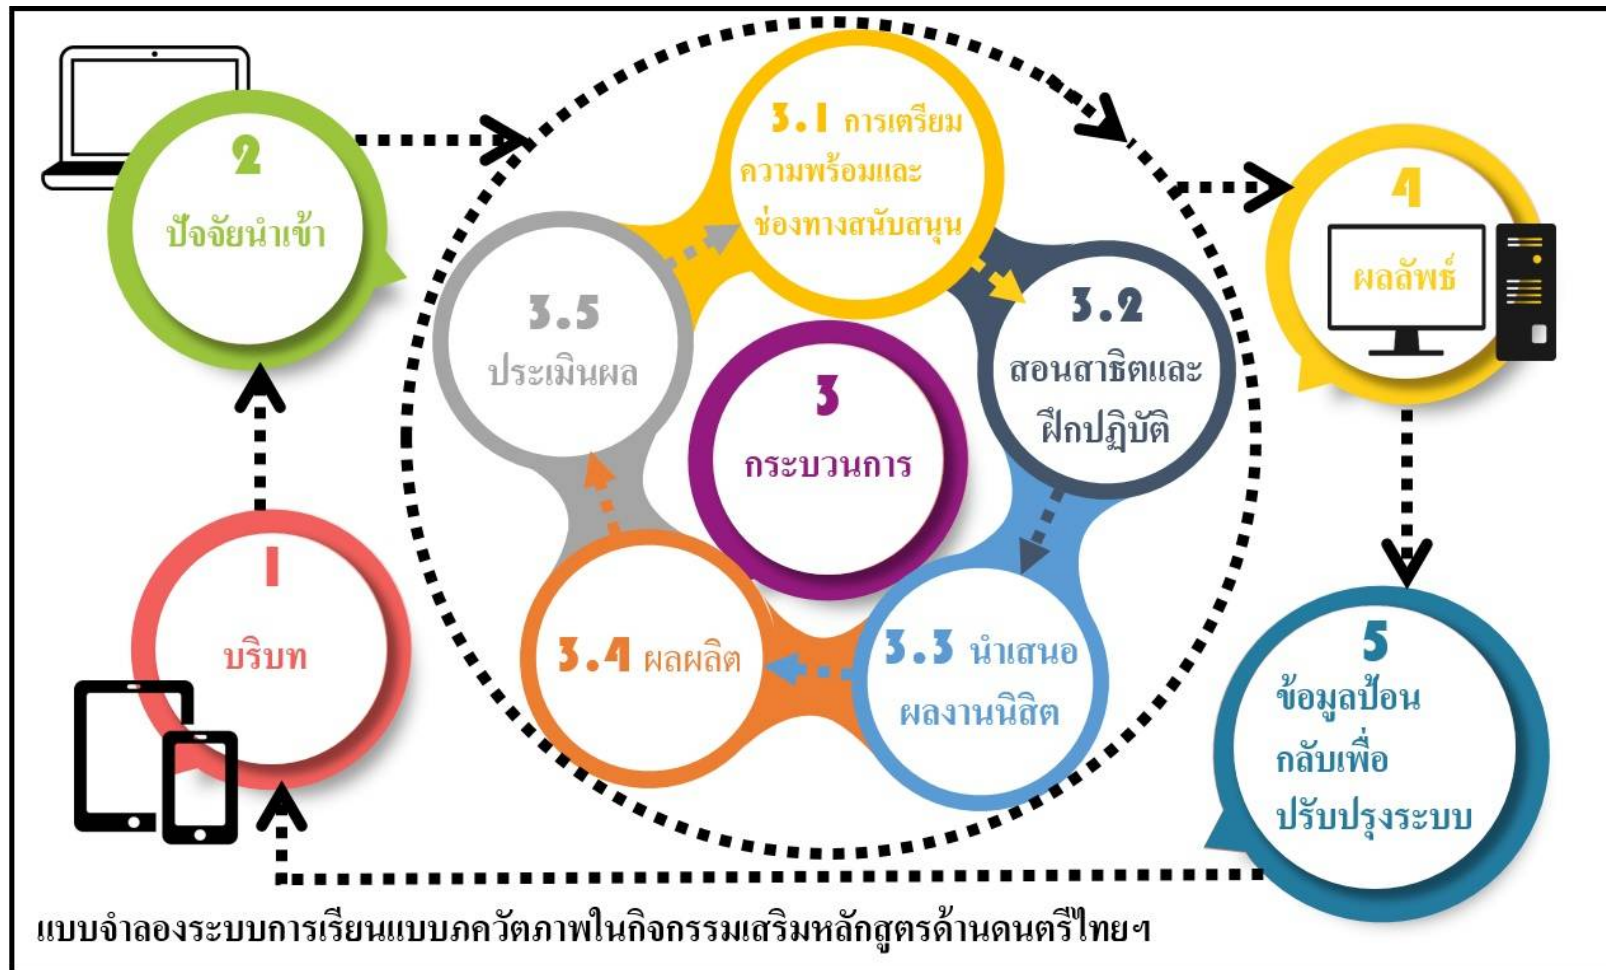 1
บริบท
2
ปัจจัยนำเข้า
3
กระบวนการ
3.1 การเตรียม
ความพร้อมและ
ช่องทางสนับสนุน
3.2
สอนสาธิตและ
ฝึกปฏิบัติ
3.3 นำเสนอ
ผลงานนิสิต
3.4 ผลผลิต
3.5
ประเมินผล
4
ผลลัพธ์
5
ข้อมูลป้อน
กลับเพื่อ
ปรับปรุงระบบ
แบบจำลองระบบการเรียนแบบภควัตภาพในกิจกรรมเสริมหลักสูตรด้านดนตรีไทยฯ